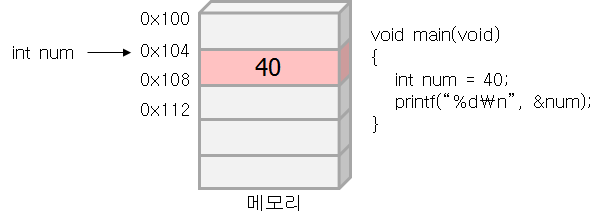 0x100
int num
0x104
40
0x108
0x112
메모리
void main(void)
{
int num = 40;
printf(“%d₩n”, &num);
}